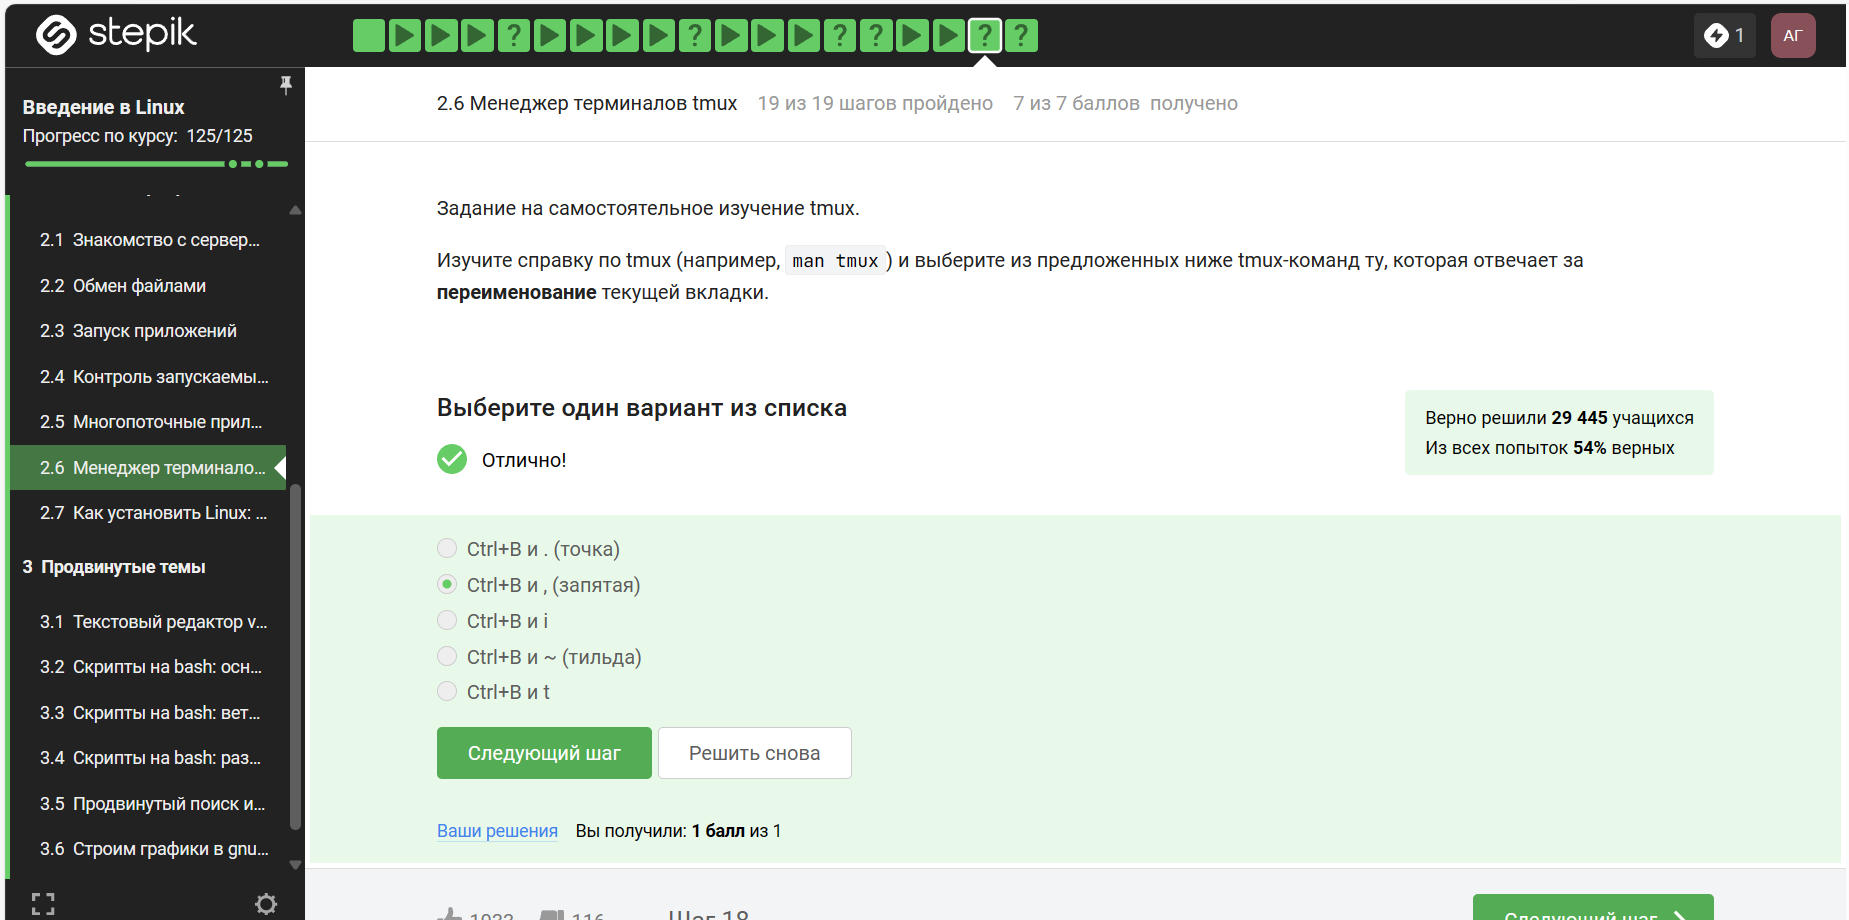 stepik
? ? ? ? ? ?
1
АГ
Введение в Linux
Прогресс по курсу: 125/125
2.1 Знакомство с сервер...
2.2 Обмен файлами
2.3 Запуск приложений
2.4 Контроль запускаемы...
2.5 Многопоточные прил...
2.6 Менеджер терминало...
2.7 Как установить Linux: ...
3 Продвинутые темы
3.1 Текстовый редактор v...
3.2 Скрипты на bash: осн...
3.3 Скрипты на bash: вет...
3.4 Скрипты на bash: раз...
3.5 Продвинутый поиск и...
3.6 Строим графики в gnu...
2.6 Менеджер терминалов tmux 19 из 19 шагов пройдено 7 из 7 баллов получено
Задание на самостоятельное изучение tmux.
Изучите справку по tmux (например, man tmux ) и выберите из предложенных ниже tmux-команд ту, которая отвечает за
переименование текущей вкладки.
Выберите один вариант из списка
Отлично!
Верно решили 29 445 учащихся
Из всех попыток 54% верных
Ctrl+B и . (точка)
Ctrl+B и , (запятая)
Ctrl+B и i
Ctrl+B и ~ (тильда)
Ctrl+B и t
Следующий шаг
Решить снова
Ваши решения Вы получили: 1 балл из 1
1933 116 Шаг 18
Следующий шаг